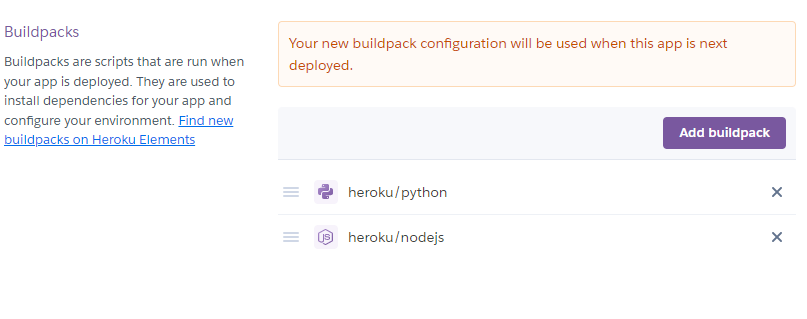 Buildpacks
Buildpacks are scripts that are run when
your app is deployed. They are used to
install dependencies for your app and
configure your environment. Find new
buildpacks on Heroku Elements
Your new buildpack configuration will be used when this app is next
deployed.
Add buildpack
heroku/python
JS heroku/nodejs